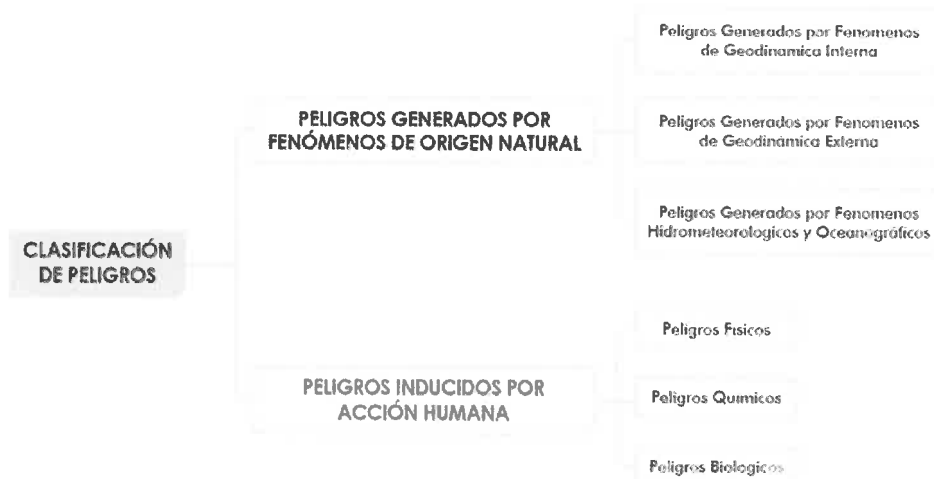 CLASIFICACIÓN
DE PELIGROS
PELIGROS GENERADOS POR
FENÓMENOS DE ORIGEN NATURAL
Peligros Generados por Fenomenos
de Geodinamica Interna
Peligros Generados por Fenomenos
de Geodinámica Externa
Peligros Generados por Fenomenos
Hidrometeorologicos y Oceanográficos
PELIGROS INDUCIDOS POR
ACCIÓN HUMANA
Peligros Fisicos
Peligros Quimicos
Peligros Biologicos